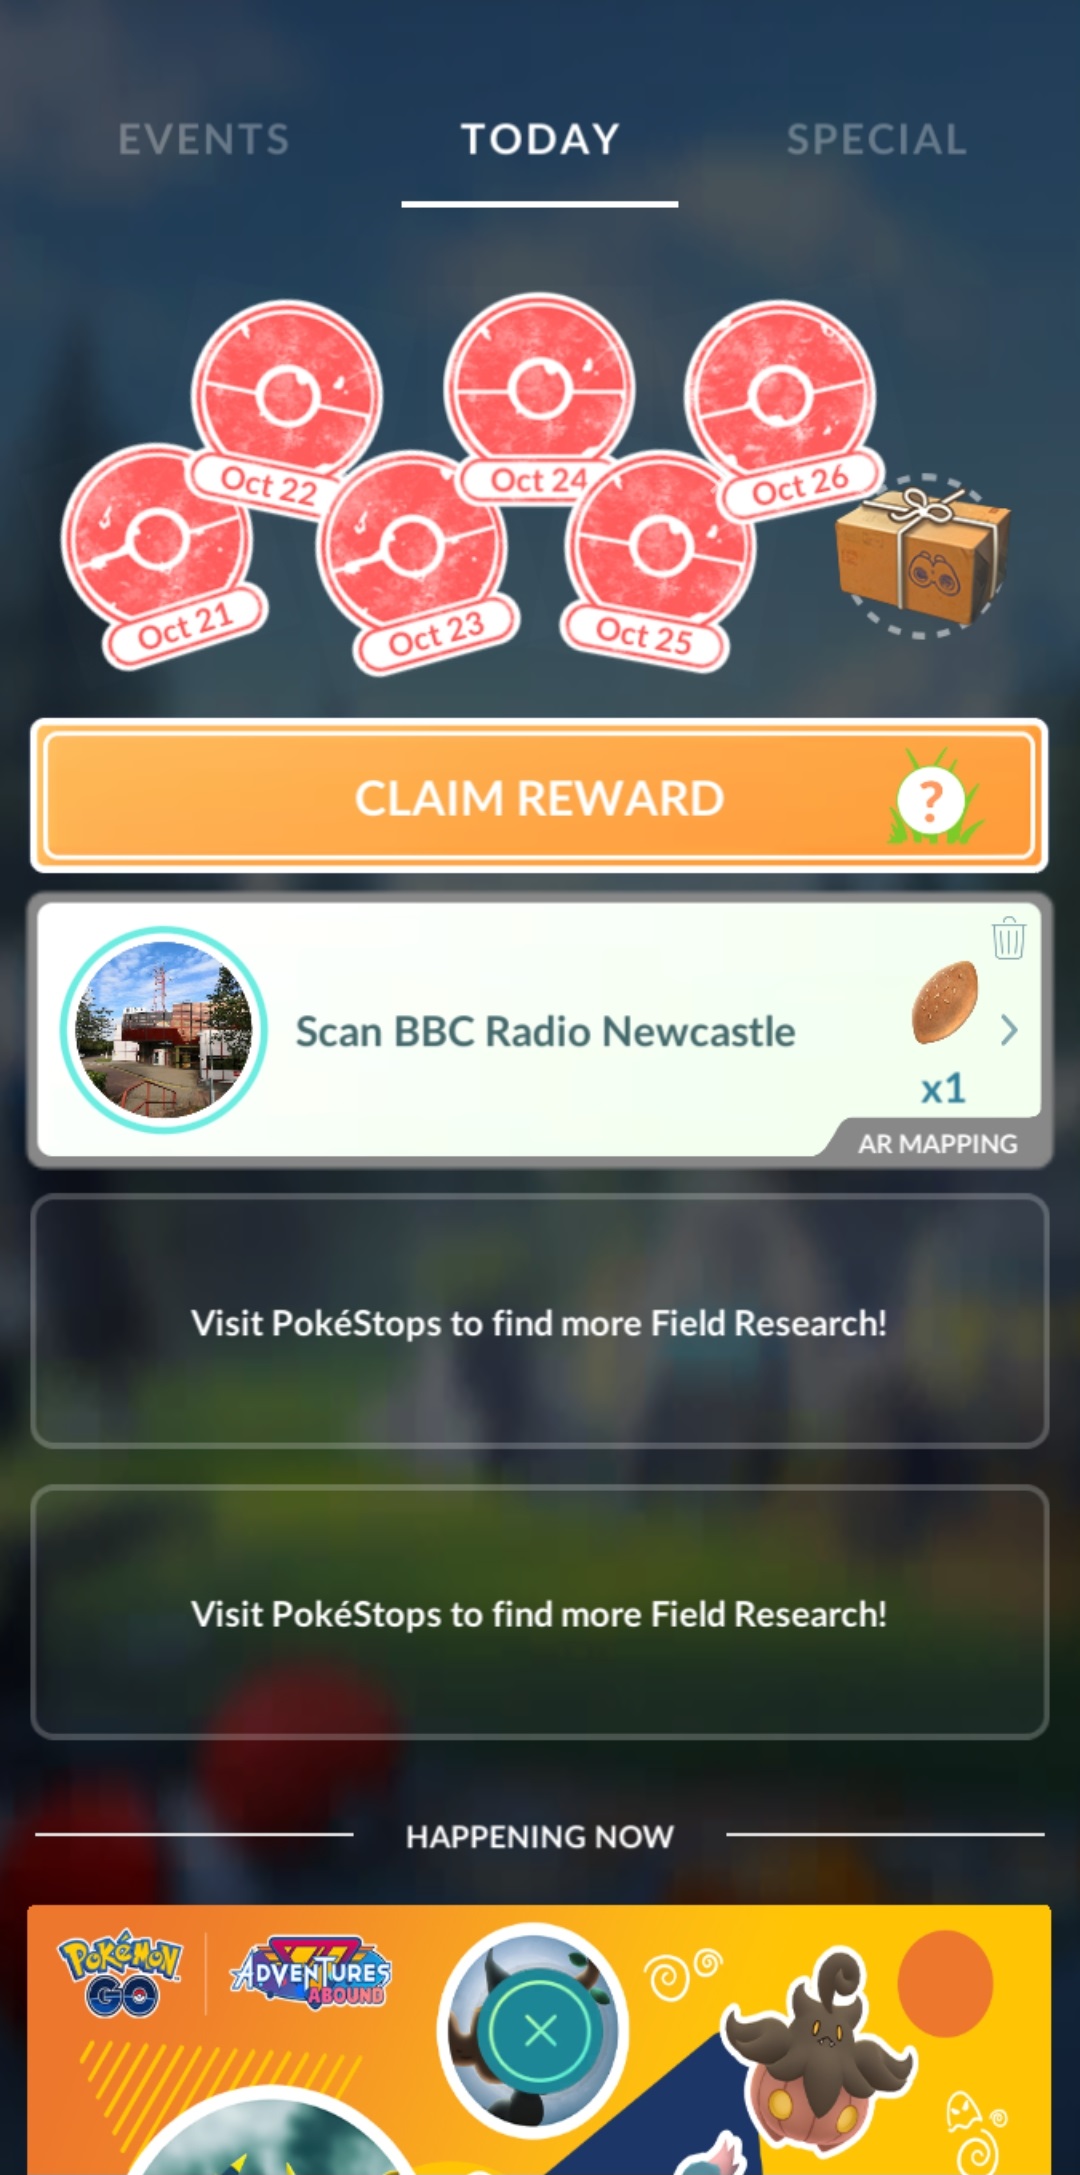 EVENTS TODAY SPECIAL
Oct 22 Oct 24 Oct 26
Oct 21 Oct 23 Oct 25
CLAIM REWARD ?
Scan BBC Radio Newcastle
x1
AR MAPPING
Visit PokéStops to find more Field Research!
Visit PokéStops to find more Field Research!
HAPPENING NOW
POKÉMON
GO
ADVENTURES
ABOUND